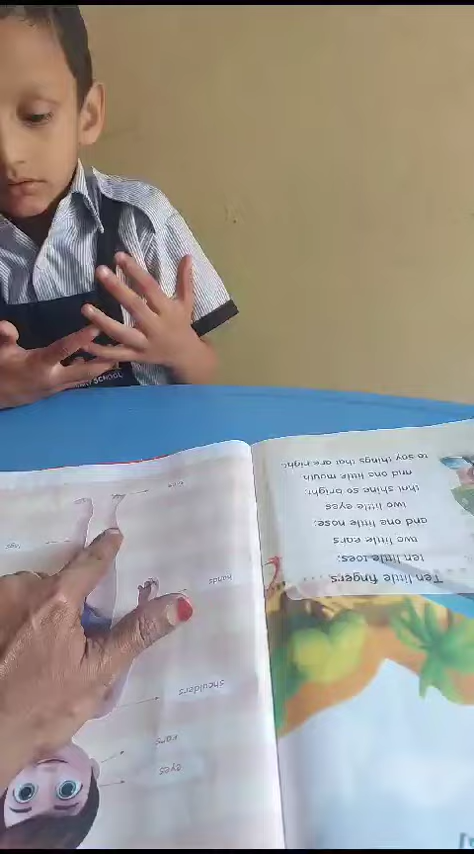 Ten little fingers
ten little toes;
two little ears
and one little nose;
two little eyes
that shine so bright;
and one little mouth
to say things that are right.
eyes
ears
shoulders
hands
SCHOOL